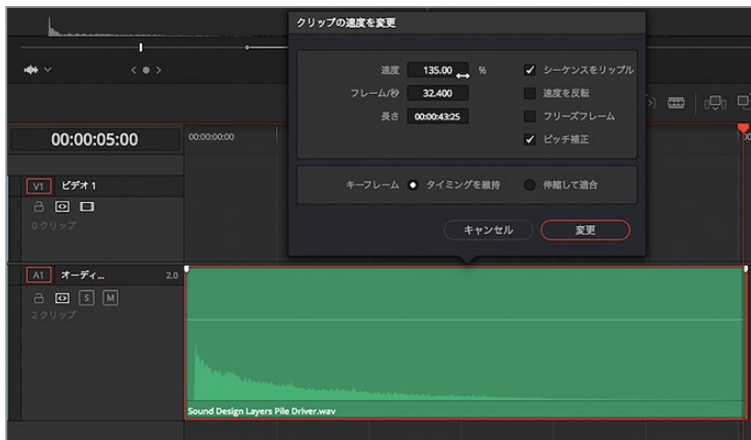 クリップの速度を変更
速度 135.00 %
シーケンスをリップル
フレーム/秒 32.400
速度を反転
長さ 00:00:43:25
フリーズフレーム
ピッチ補正
キーフレーム タイミングを維持 伸縮して適合
キャンセル 変更
00:00:05:00
00:00:00:00
V1 ビデオ 1
0 クリップ
A1 オーディ... 2.0
S M
2 クリップ
Sound Design Layers Pile Driver.wav